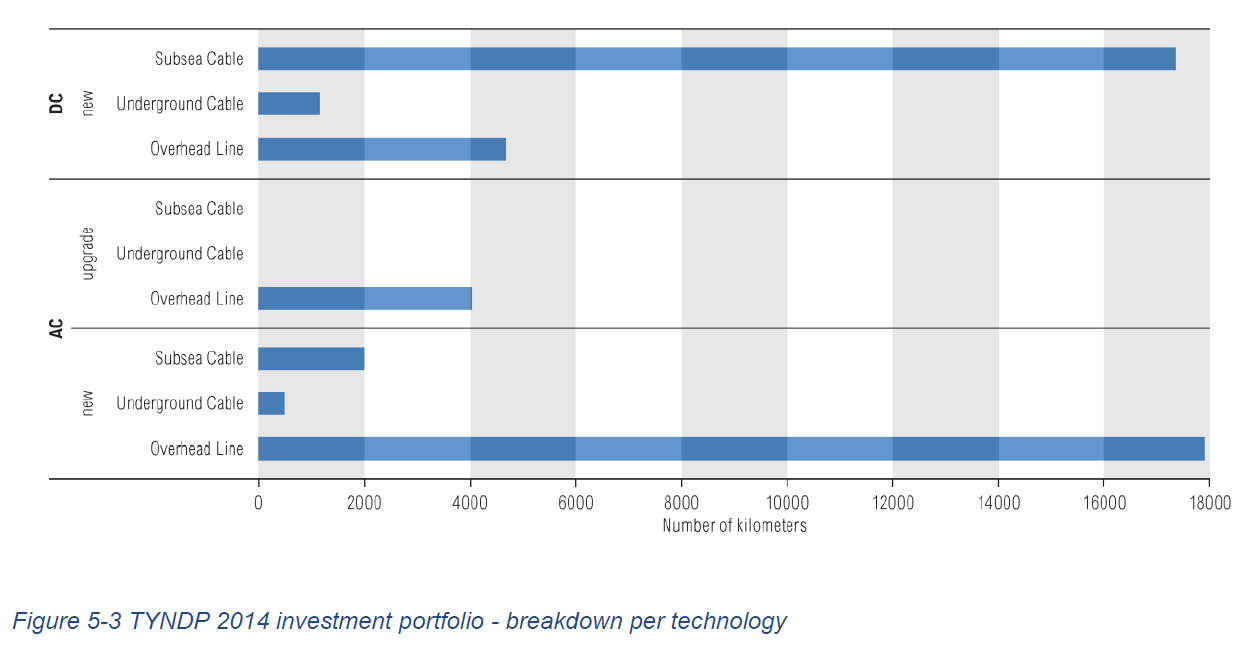 DC
new
Subsea Cable
Underground Cable
Overhead Line
AC
upgrade
Subsea Cable
Underground Cable
Overhead Line
new
Subsea Cable
Underground Cable
Overhead Line
0 2000 4000 6000 8000 10000 12000 14000 16000 18000
Number of kilometers
Figure 5-3 TYNDP 2014 investment portfolio - breakdown per technology